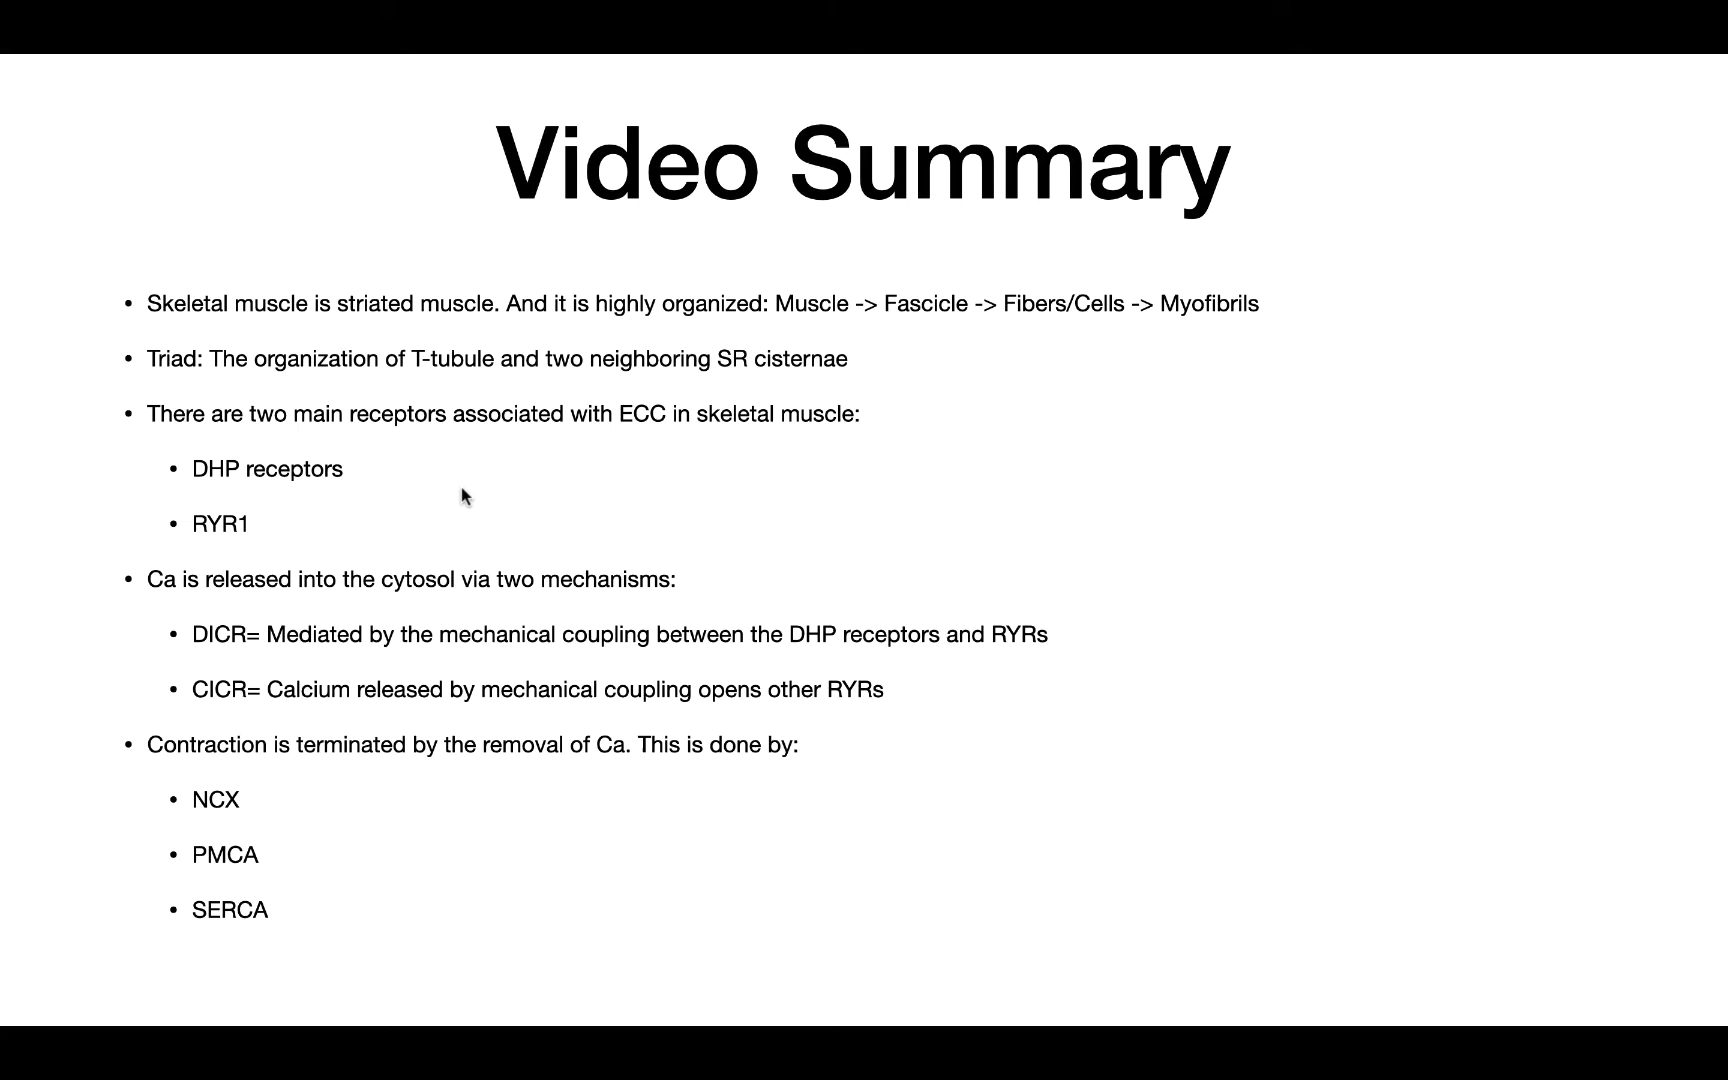 Video Summary
• Skeletal muscle is striated muscle. And it is highly organized: Muscle -> Fascicle -> Fibers/Cells -> Myofibrils
• Triad: The organization of T-tubule and two neighboring SR cisternae
• There are two main receptors associated with ECC in skeletal muscle:
• DHP receptors
• RYR1
• Ca is released into the cytosol via two mechanisms:
• DICR= Mediated by the mechanical coupling between the DHP receptors and RYRs
• CICR= Calcium released by mechanical coupling opens other RYRs
• Contraction is terminated by the removal of Ca. This is done by:
• NCX
• PMCA
• SERCA